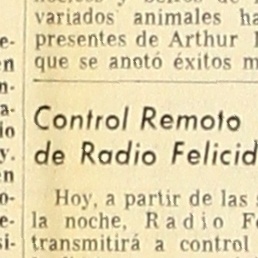 variados animales ha
presentes de Arthur
que se anotó éxitos m
Control Remoto
de Radio Felicid
Hoy, a partir de las
la noche, Radio Fe
transmitirá a control